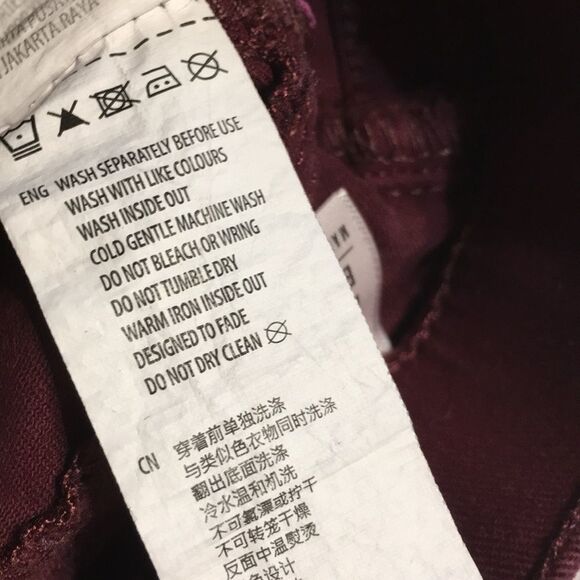 JAKARTA RAYA
ENG WASH SEPARATELY BEFORE USE
WASH WITH LIKE COLOURS
WASH INSIDE OUT
COLD GENTLE MACHINE WASH
DO NOT BLEACH OR WRING
DO NOT TUMBLE DRY
WARM IRON INSIDE OUT
DESIGNED TO FADE
DO NOT DRY CLEAN
CN 穿着前单独洗涤
与类似色衣物同时洗涤
翻出底面洗涤
冷水温和机洗
不可氯漂或拧干
不可转笼干燥
反面中温熨烫
色设计